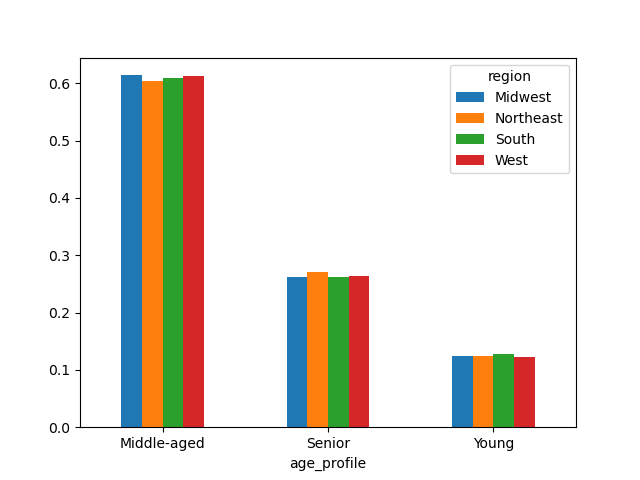 region
Midwest
Northeast
South
West
0.6
0.5
0.4
0.3
0.2
0.1
0.0
Middle-aged Senior Young
age_profile